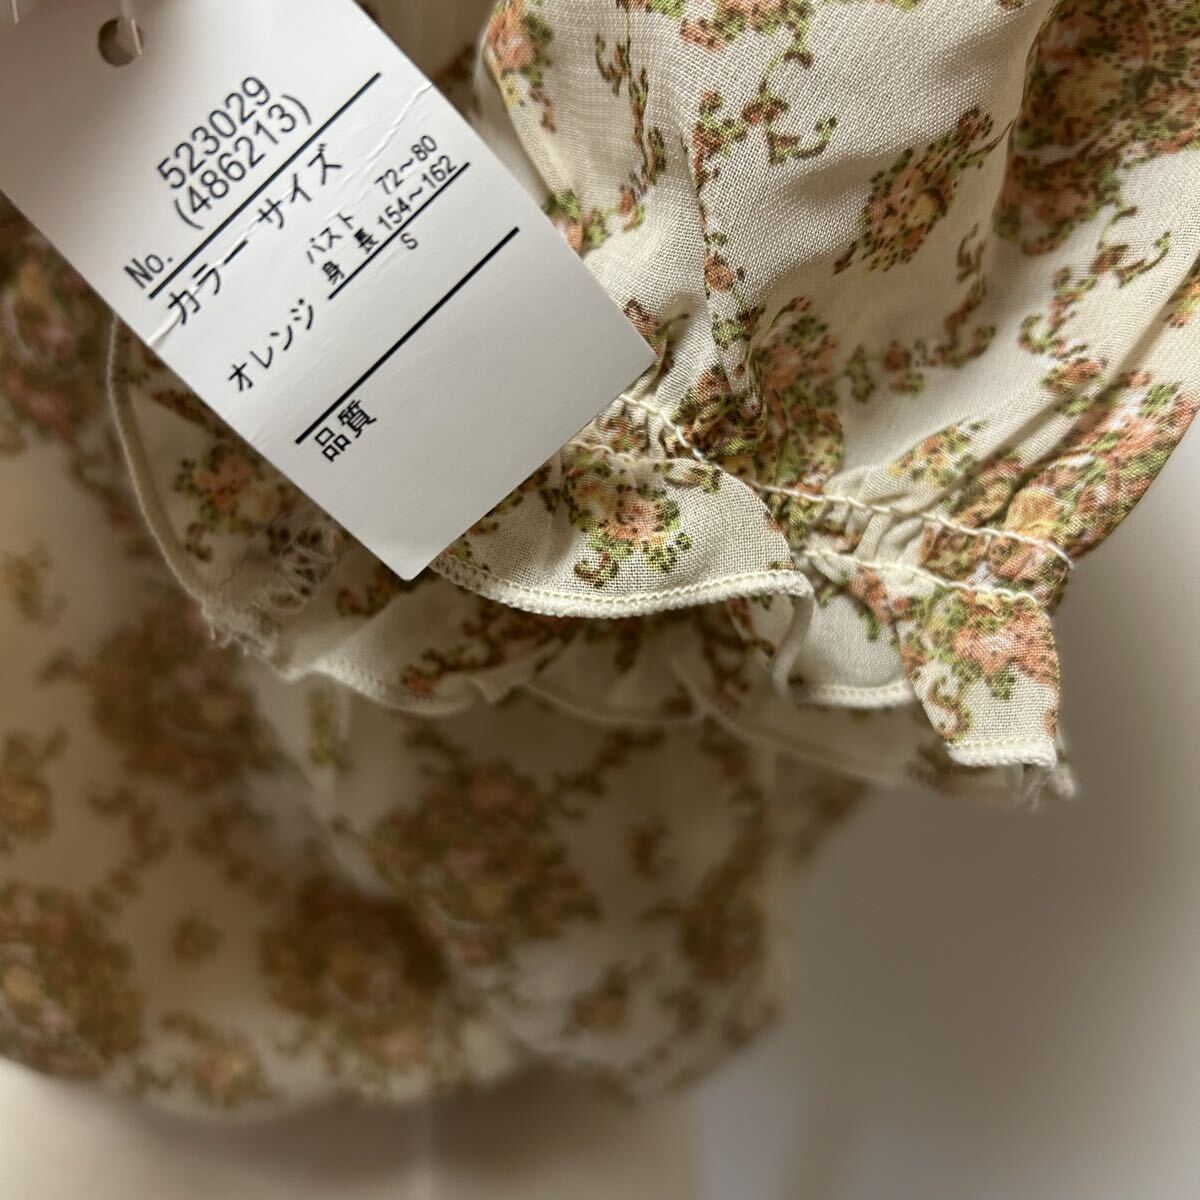 No. 523029
(486213)
カラーサイズ
バスト 72～80
オレンジ 身長 154～162
S
品質